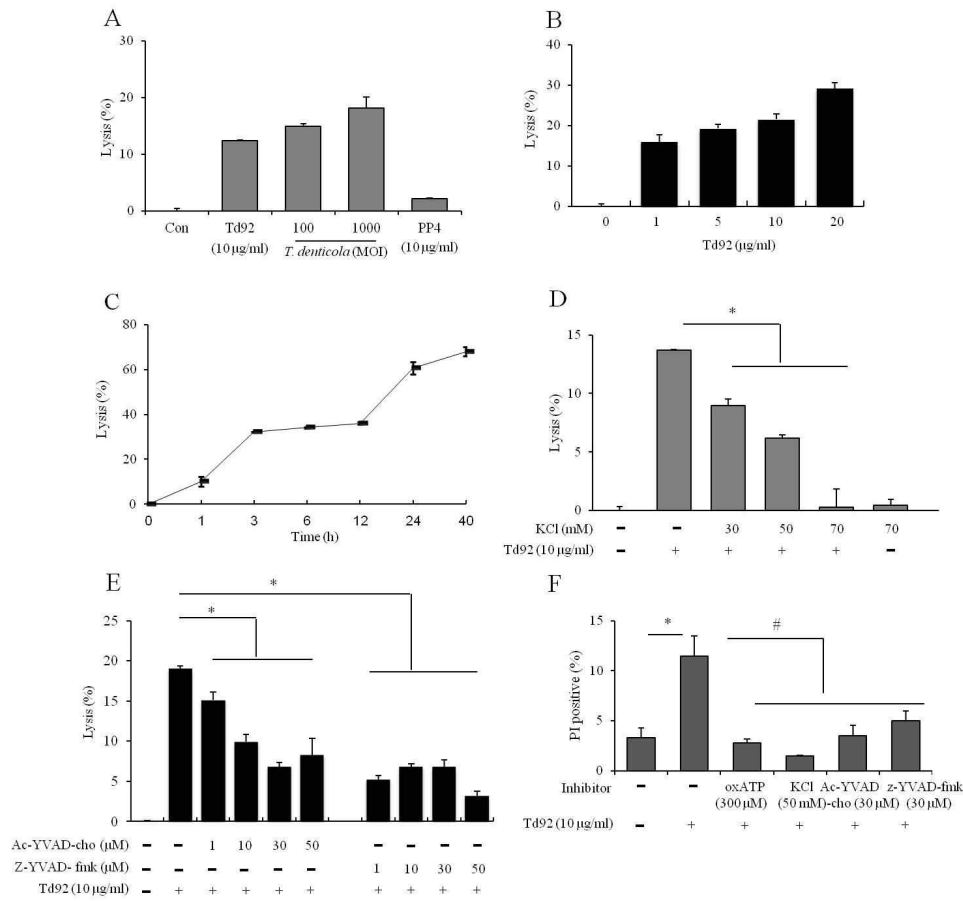 A
30
20
10
0
Lysis (%)
Con Td92 100 1000 PP4
(10 μg/ml) T. denticola (MOI) (10 μg/ml)
B
40
30
20
10
0
Lysis (%)
0 1 5 10 20
Td92 (μg/ml)
C
80
60
40
20
0
Lysis (%)
0 1 3 6 12 24 40
Time (h)
D
*
15
10
5
0
Lysis (%)
KCl (mM) – – 30 50 70 70
Td92 (10 μg/ml) – + + + + –
E
*
*
25
20
15
10
5
0
Lysis (%)
Ac-YVAD-cho (μM) – – 1 10 30 50 – – – –
Z-YVAD- fmk (μM) – – – – – – 1 10 30 50
Td92 (10 μg/ml) – + + + + + + + + +
F
* #
15
10
5
0
PI positive (%)
Inhibitor – – oxATP KCl Ac-YVAD z-YVAD-fmk
(300 μM) (50 mM) -cho (30 μM) (30 μM)
Td92 (10 μg/ml) – + + + + +